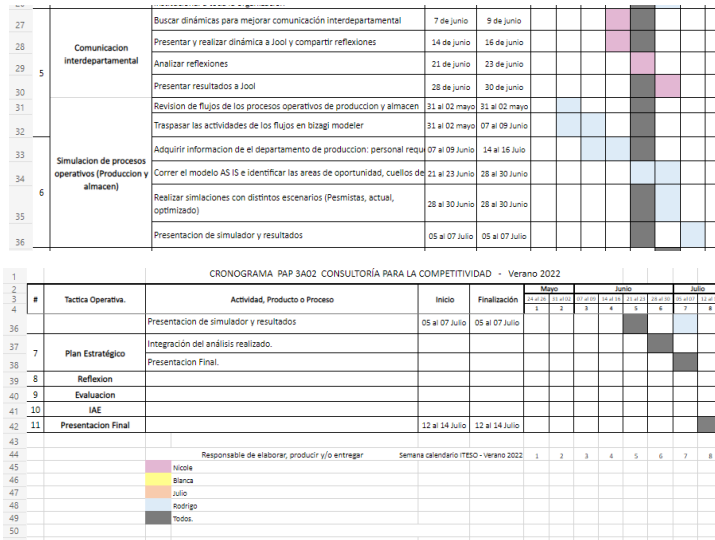 27 Buscar dinámicas para mejorar comunicación interdepartamental 7 de junio 9 de junio
28 Presentar y realizar dinámica a Jool y compartir reflexiones 14 de junio 16 de junio
5 Comunicacion interdepartamental
29 Analizar reflexiones 21 de junio 23 de junio
30 Presentar resultados a Jool 28 de junio 30 de junio
31 Revision de flujos de los procesos operativos de produccion y almacen 31 al 02 mayo 31 al 02 mayo
32 Traspasar las actividades de los flujos en bizagi modeler 31 al 02 mayo 07 al 09 Junio
33 Adquirir informacion de el departamento de produccion: personal requ 07 al 09 Junio 14 al 16 Juio
6 Simulacion de procesos operativos (Produccion y almacen)
34 Correr el modelo AS IS e identificar las areas de oportunidad, cuellos de 21 al 23 Junio 28 al 30 Junio
35 Realizar simlaciones con distintos escenarios (Pesmistas, actual, optimizado) 28 al 30 Junio 28 al 30 Junio
36 Presentacion de simulador y resultados 05 al 07 Julio 05 al 07 Julio
1 CRONOGRAMA PAP 3A02 CONSULTORÍA PARA LA COMPETITIVIDAD - Verano 2022
2 Mayo Junio Julio
3 # Tactica Operativa. Actividad, Producto o Proceso Inicio Finalización 24 al 26 31 al 02 07 al 09 14 al 16 21 al 23 28 al 30 05 al 07
4 1 2 3 4 5 6 7 8
36 Presentacion de simulador y resultados 05 al 07 Julio 05 al 07 Julio
37 Integración del análisis realizado.
7 Plan Estratégico
38 Presentacion Final.
39 8 Reflexion
40 9 Evaluacion
41 10 IAE
42 11 Presentacion Final 12 al 14 Julio 12 al 14 Julio
43
44 Responsable de elaborar, producir y/o entregar Semana calendario ITESO - Verano 2022 1 2 3 4 5 6 7 8
45 Nicole
46 Blanca
47 Julio
48 Rodrigo
49 Todos.
50